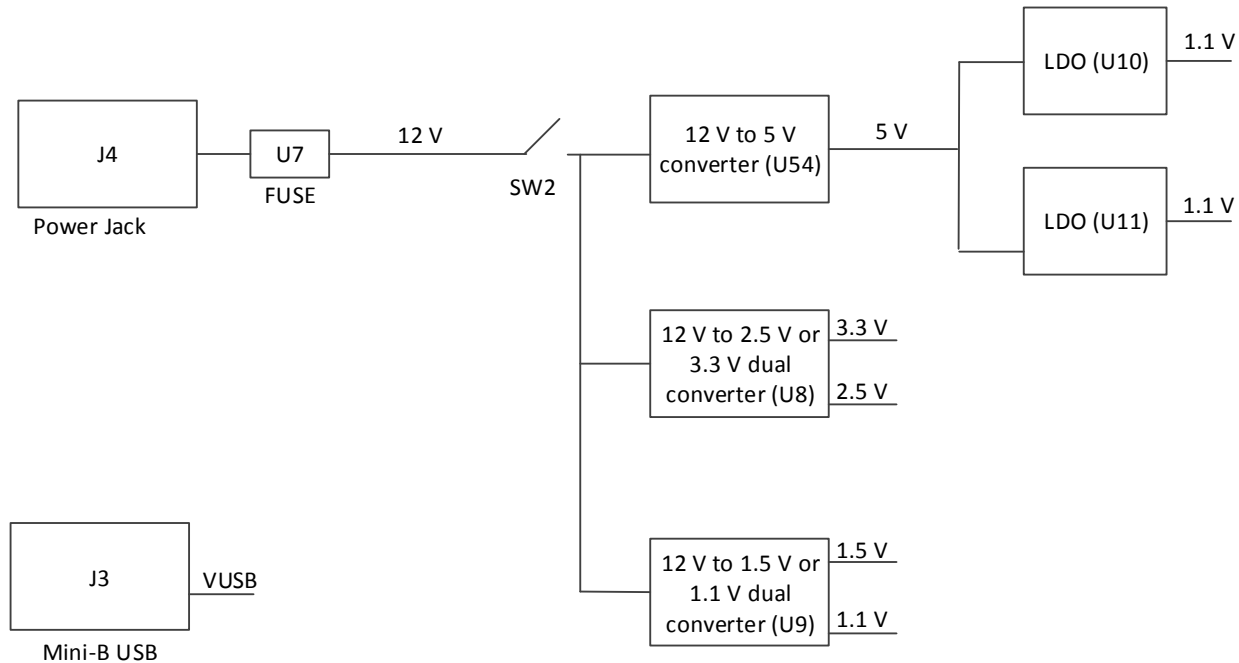 J4
Power Jack
U7
FUSE
12 V
SW2
12 V to 5 V
converter (U54)
5 V
LDO (U10)
1.1 V
LDO (U11)
1.1 V
12 V to 2.5 V or
3.3 V dual
converter (U8)
3.3 V
2.5 V
12 V to 1.5 V or
1.1 V dual
converter (U9)
1.5 V
1.1 V
J3
VUSB
Mini-B USB